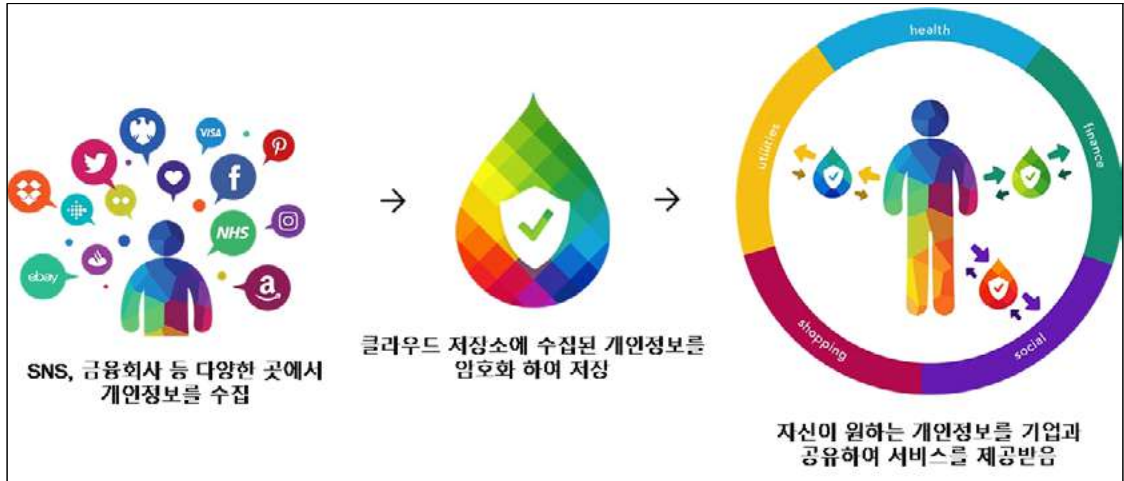 VISA
NHS
ebay
SNS, 금융회사 등 다양한 곳에서
개인정보를 수집
클라우드 저장소에 수집된 개인정보를
암호화 하여 저장
health
utilities
finance
shopping
social
자신이 원하는 개인정보를 기업과
공유하여 서비스를 제공받음